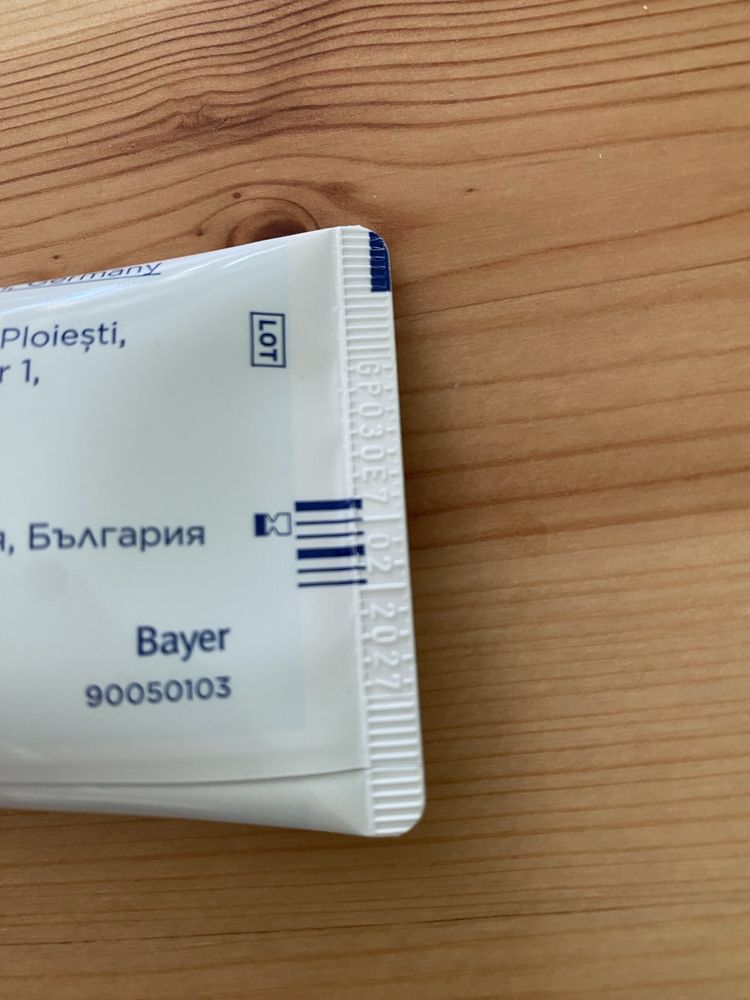 Germany
Ploiești,
r 1,
LOT
GP030E7 02 2027
я, България
Bayer
90050103